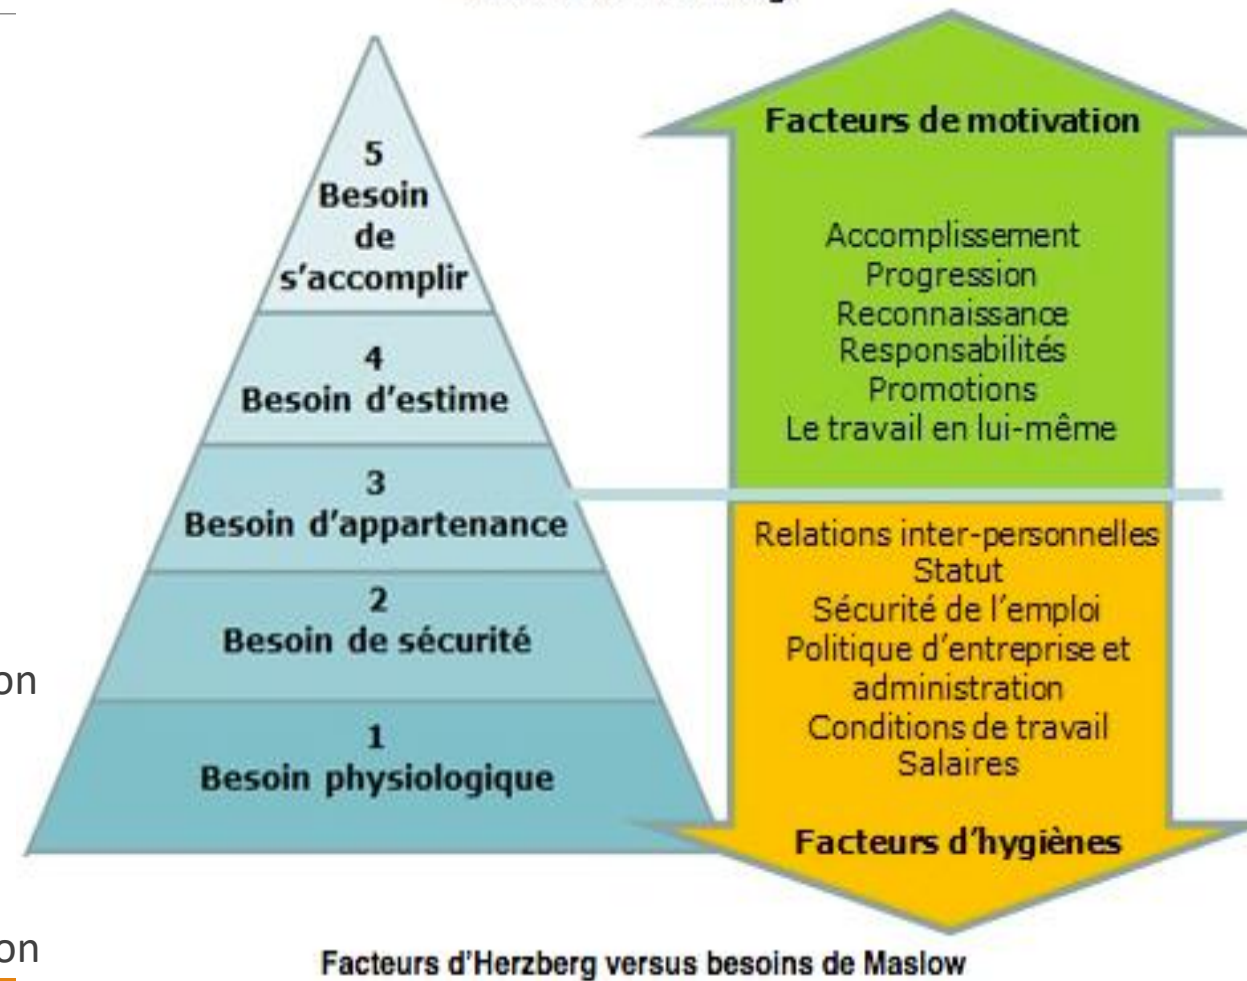 5
Besoin
de
s'accomplir
4
Besoin d'estime
3
Besoin d'appartenance
2
Besoin de sécurité
1
Besoin physiologique
Facteurs de motivation
Accomplissement
Progression
Reconnaissance
Responsabilités
Promotions
Le travail en lui-même
Relations inter-personnelles
Statut
Sécurité de l'emploi
Politique d'entreprise et
administration
Conditions de travail
Salaires
Facteurs d'hygiènes
on
on
Facteurs d'Herzberg versus besoins de Maslow